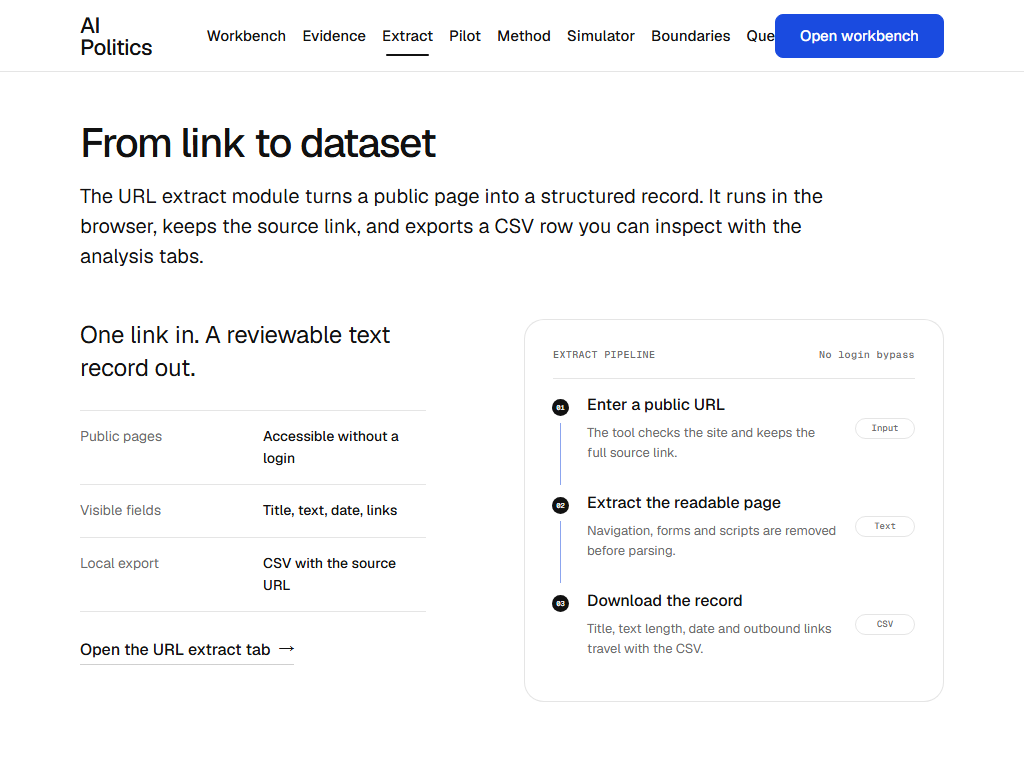 AI
Politics
Workbench Evidence Extract Pilot Method Simulator Boundaries Que
Open workbench
From link to dataset
The URL extract module turns a public page into a structured record. It runs in the
browser, keeps the source link, and exports a CSV row you can inspect with the
analysis tabs.
One link in. A reviewable text
record out.
Public pages
Accessible without a
login
Visible fields
Title, text, date, links
Local export
CSV with the source
URL
Open the URL extract tab →
EXTRACT PIPELINE
No login bypass
01
Enter a public URL
The tool checks the site and keeps the
full source link.
Input
02
Extract the readable page
Navigation, forms and scripts are removed
before parsing.
Text
03
Download the record
Title, text length, date and outbound links
travel with the CSV.
CSV